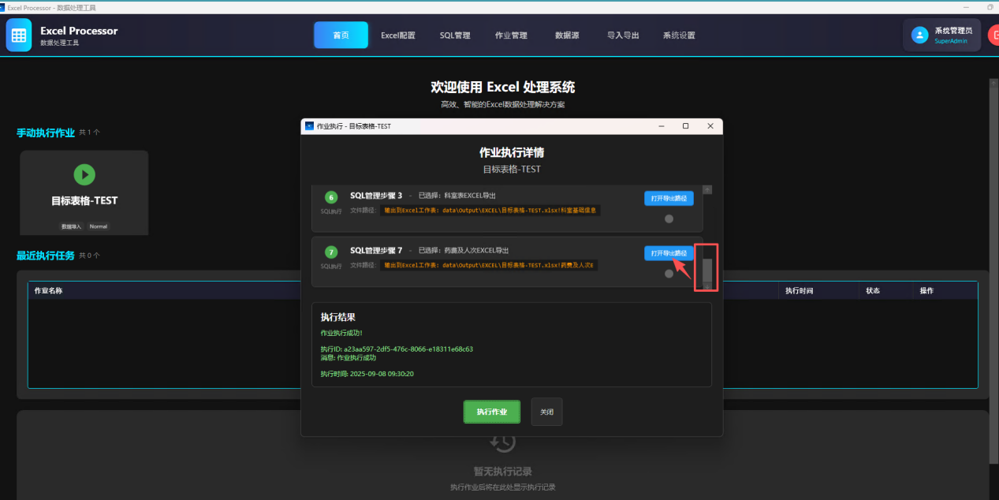 Excel Processor - 数据处理工具
Excel Processor
数据处理工具
首页 Excel配置 SQL管理 作业管理 数据源 导入导出 系统设置
系统管理员
SuperAdmin
欢迎使用 Excel 处理系统
高效、智能的Excel数据处理解决方案
手动执行作业 共 1 个
目标表格-TEST
数据导入 Normal
最近执行任务 共 0 个
作业名称 执行时间 状态 操作
作业执行 - 目标表格-TEST
作业执行详情
目标表格-TEST
6 SQL管理步骤 3 - 已选择：科室表EXCEL导出 打开导出路径
SQL执行 文件路径： 输出到Excel工作表: data\Output\EXCEL\目标表格-TEST.xlsx!科室基础信息
7 SQL管理步骤 7 - 已选择：药费及人次EXCEL导出 打开导出路径
SQL执行 文件路径： 输出到Excel工作表: data\Output\EXCEL\目标表格-TEST.xlsx!药费及人次E
执行结果
作业执行成功!
执行ID: a23aa597-2df5-476c-8066-e18311e68c63
消息: 作业执行成功
执行时间: 2025-09-08 09:30:20
执行作业 关闭
暂无执行记录
执行作业后将在此处显示执行记录